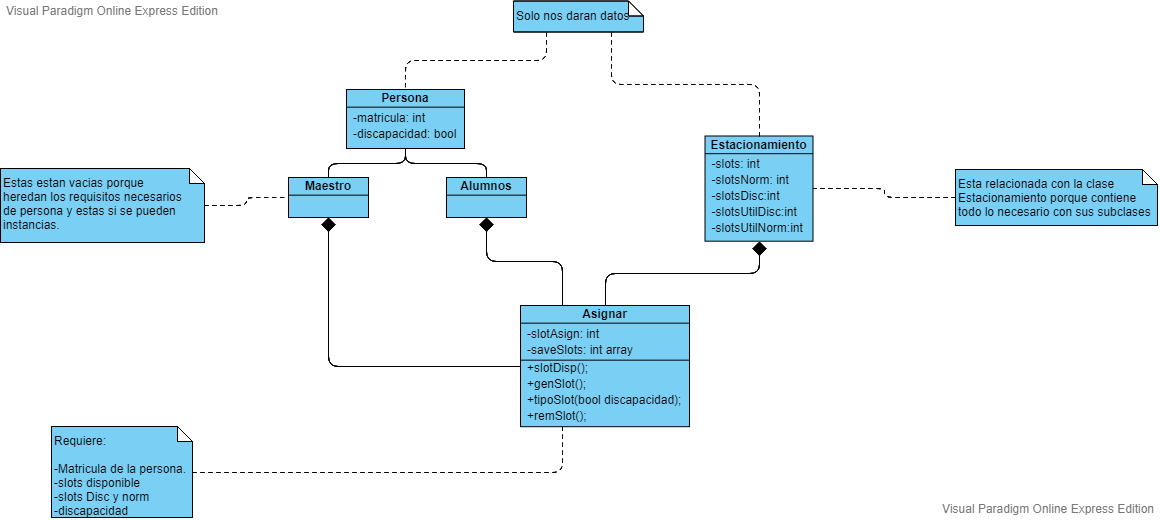 Visual Paradigm Online Express Edition
Solo nos daran datos
Persona
-matricula: int
-discapacidad: bool
Estacionamiento
-slots: int
-slotsNorm: int
-slotsDisc:int
-slotsUtilDisc:int
-slotsUtilNorm:int
Estas estan vacias porque
heredan los requisitos necesarios
de persona y estas si se pueden
instancias.
Maestro
Alumnos
Esta relacionada con la clase
Estacionamiento porque contiene
todo lo necesario con sus subclases
Asignar
-slotAsign: int
-saveSlots: int array
+slotDisp();
+genSlot();
+tipoSlot(bool discapacidad);
+remSlot();
Requiere:
-Matricula de la persona.
-slots disponible
-slots Disc y norm
-discapacidad
Visual Paradigm Online Express Edition